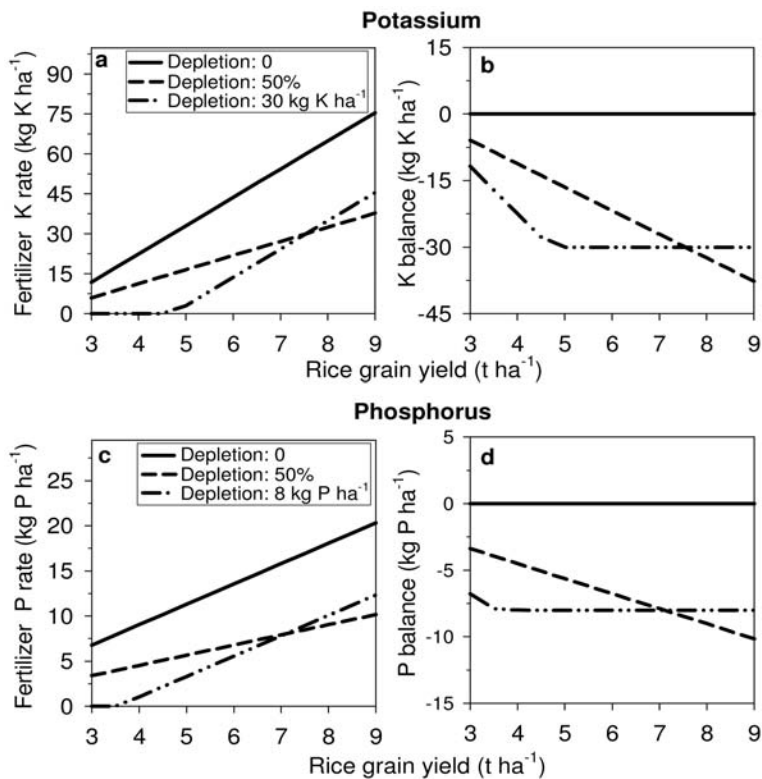 Potassium
a
Depletion: 0
Depletion: 50%
Depletion: 30 kg K ha⁻¹
Fertilizer K rate (kg K ha⁻¹)
90
75
60
45
30
15
0
3 4 5 6 7 8 9
b
K balance (kg K ha⁻¹)
15
0
-15
-30
-45
3 4 5 6 7 8 9
Rice grain yield (t ha⁻¹)
Phosphorus
c
Depletion: 0
Depletion: 50%
Depletion: 8 kg P ha⁻¹
Fertilizer P rate (kg P ha⁻¹)
25
20
15
10
5
0
3 4 5 6 7 8 9
d
P balance (kg P ha⁻¹)
5
0
-5
-10
-15
3 4 5 6 7 8 9
Rice grain yield (t ha⁻¹)